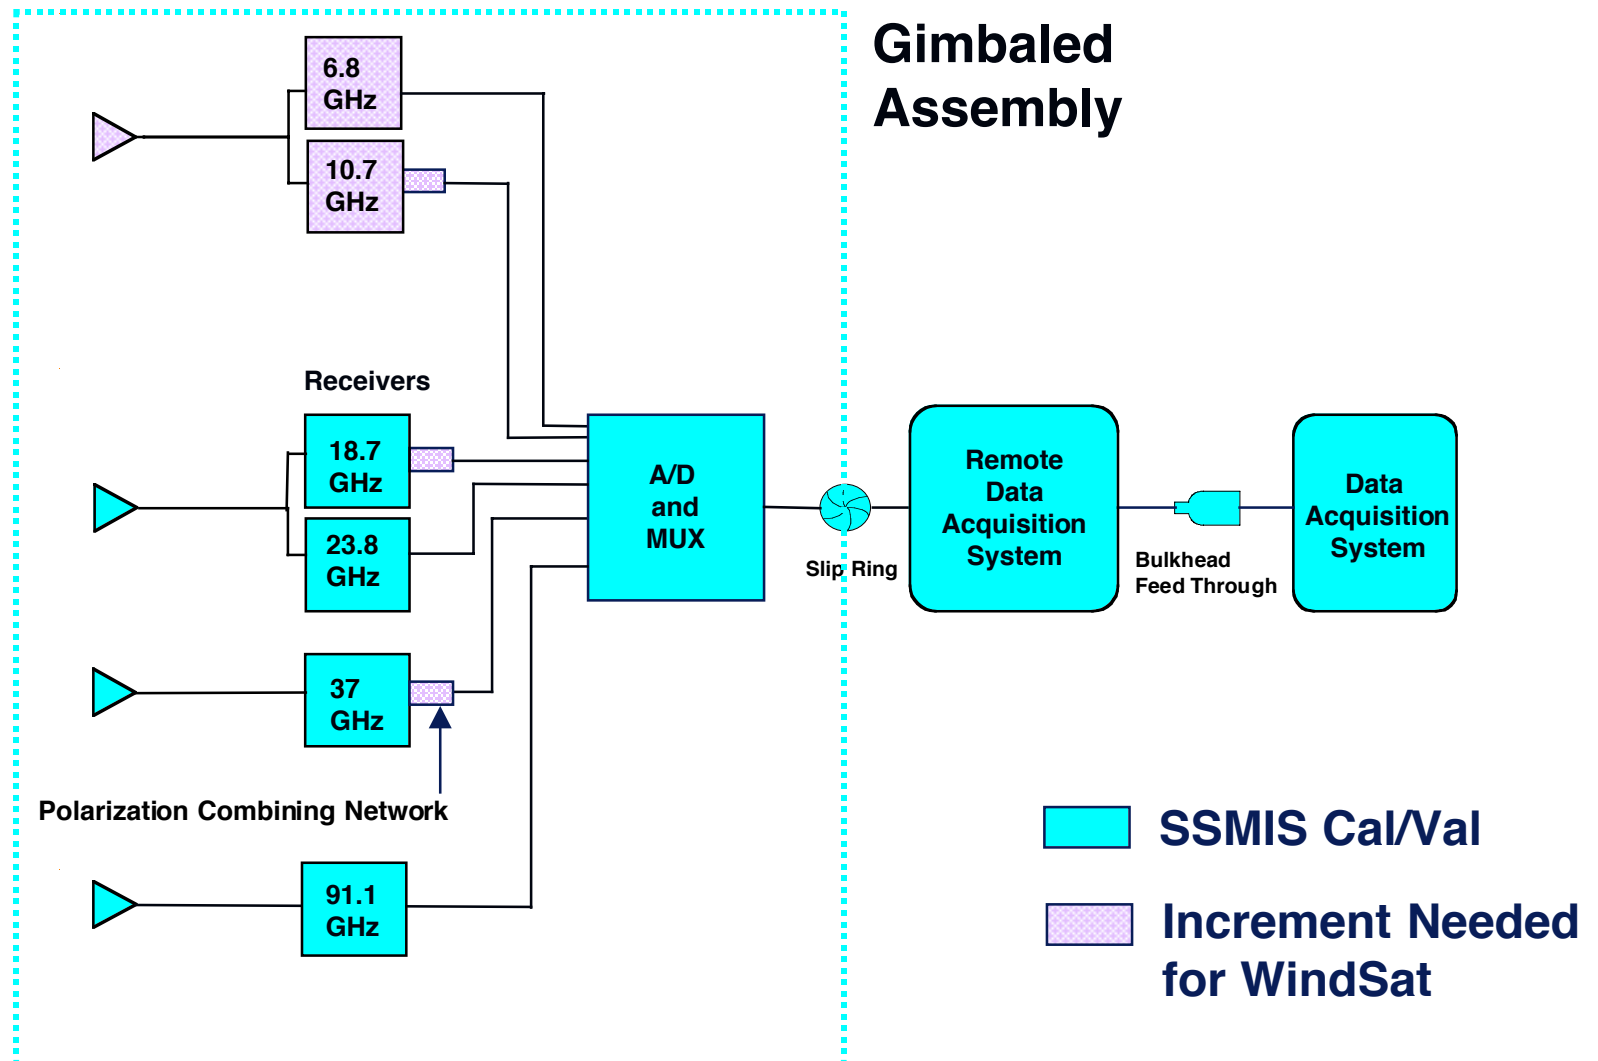 Gimbaled
Assembly
6.8
GHz
10.7
GHz
Receivers
18.7
GHz
23.8
GHz
A/D
and
MUX
Slip Ring
Remote
Data
Acquisition
System
Bulkhead
Feed Through
Data
Acquisition
System
37
GHz
Polarization Combining Network
91.1
GHz
SSMIS Cal/Val
Increment Needed
for WindSat